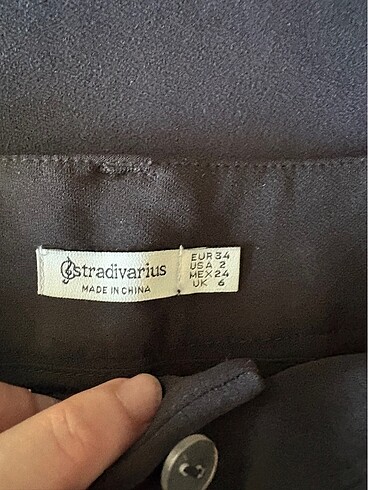 stradivarius
MADE IN CHINA
EUR 34
USA 2
MEX 24
UK 6